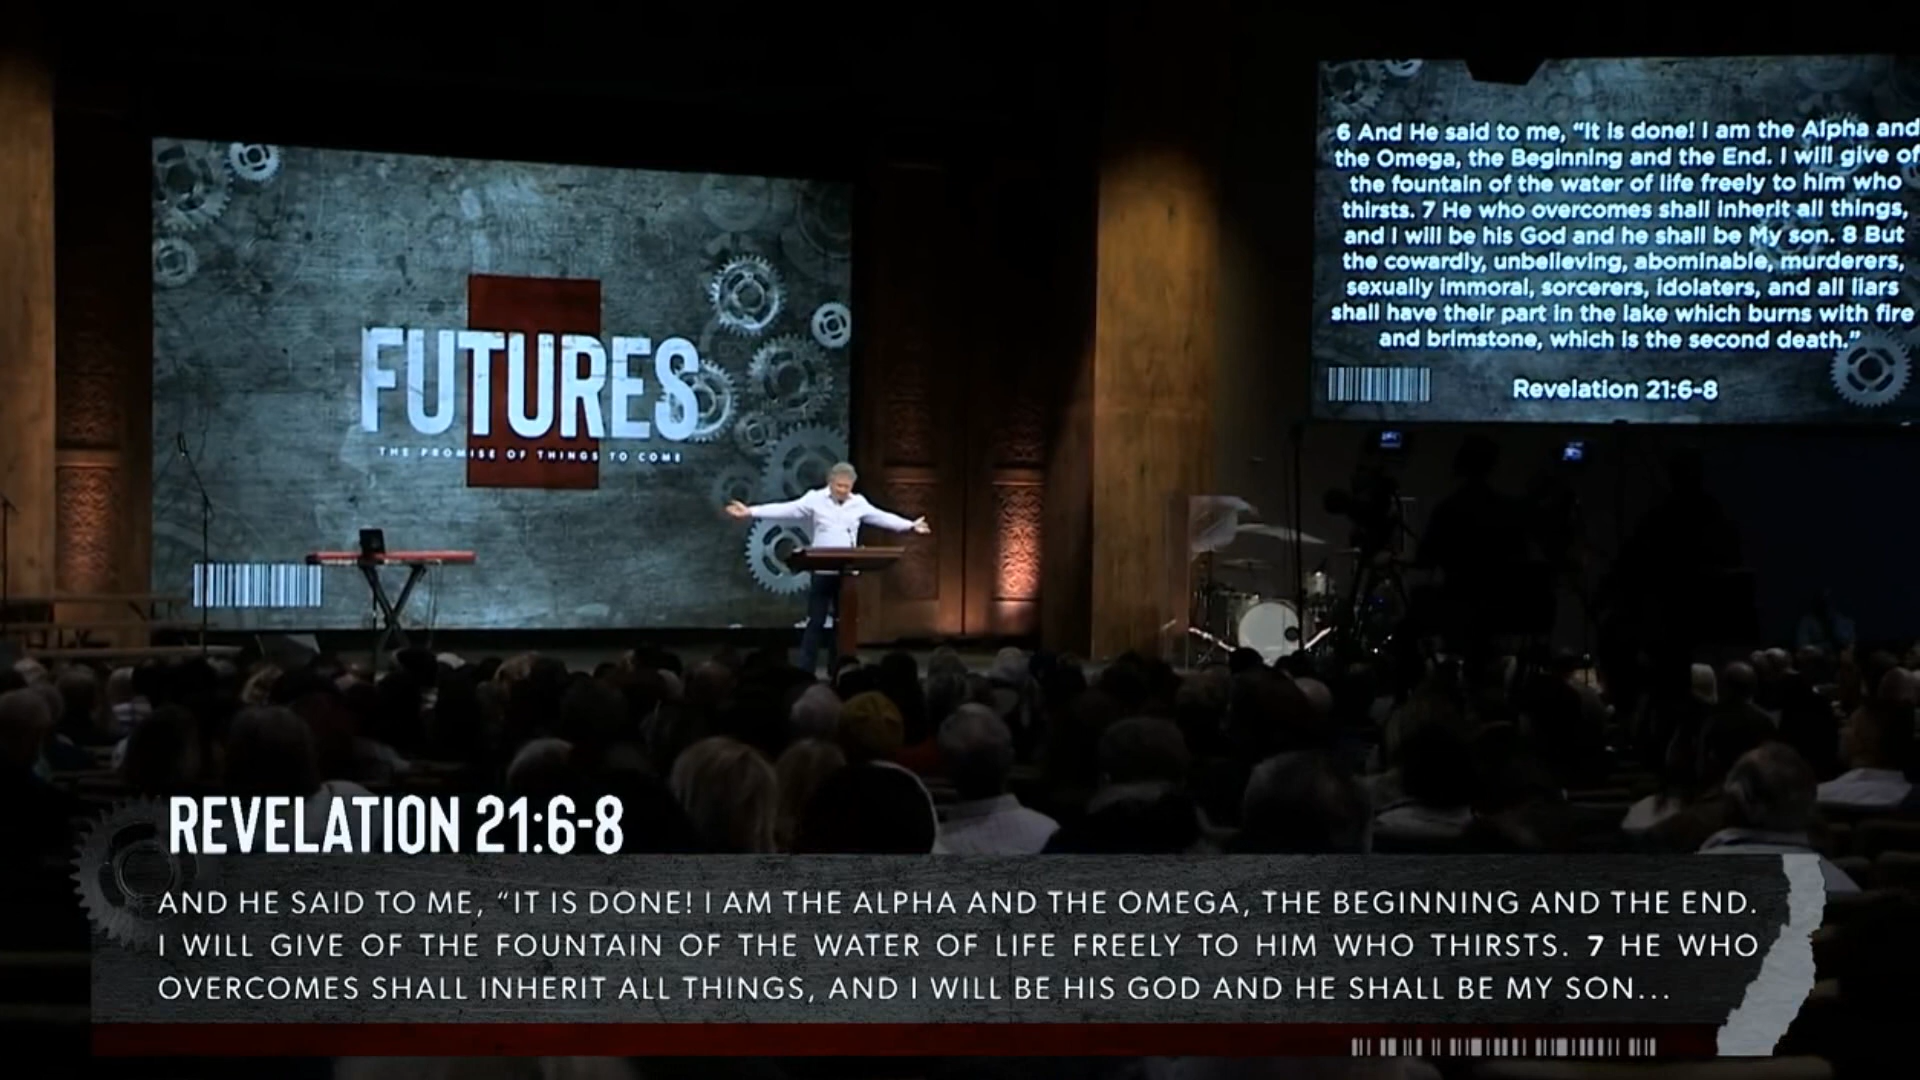 FUTURES
THE PROMISE OF THINGS TO COME
6 And He said to me, “It is done! I am the Alpha and
the Omega, the Beginning and the End. I will give of
the fountain of the water of life freely to him who
thirsts. 7 He who overcomes shall inherit all things,
and I will be his God and he shall be My son. 8 But
the cowardly, unbelieving, abominable, murderers,
sexually immoral, sorcerers, idolaters, and all liars
shall have their part in the lake which burns with fire
and brimstone, which is the second death.”
Revelation 21:6-8
REVELATION 21:6-8
AND HE SAID TO ME, “IT IS DONE! I AM THE ALPHA AND THE OMEGA, THE BEGINNING AND THE END.
I WILL GIVE OF THE FOUNTAIN OF THE WATER OF LIFE FREELY TO HIM WHO THIRSTS. 7 HE WHO
OVERCOMES SHALL INHERIT ALL THINGS, AND I WILL BE HIS GOD AND HE SHALL BE MY SON...